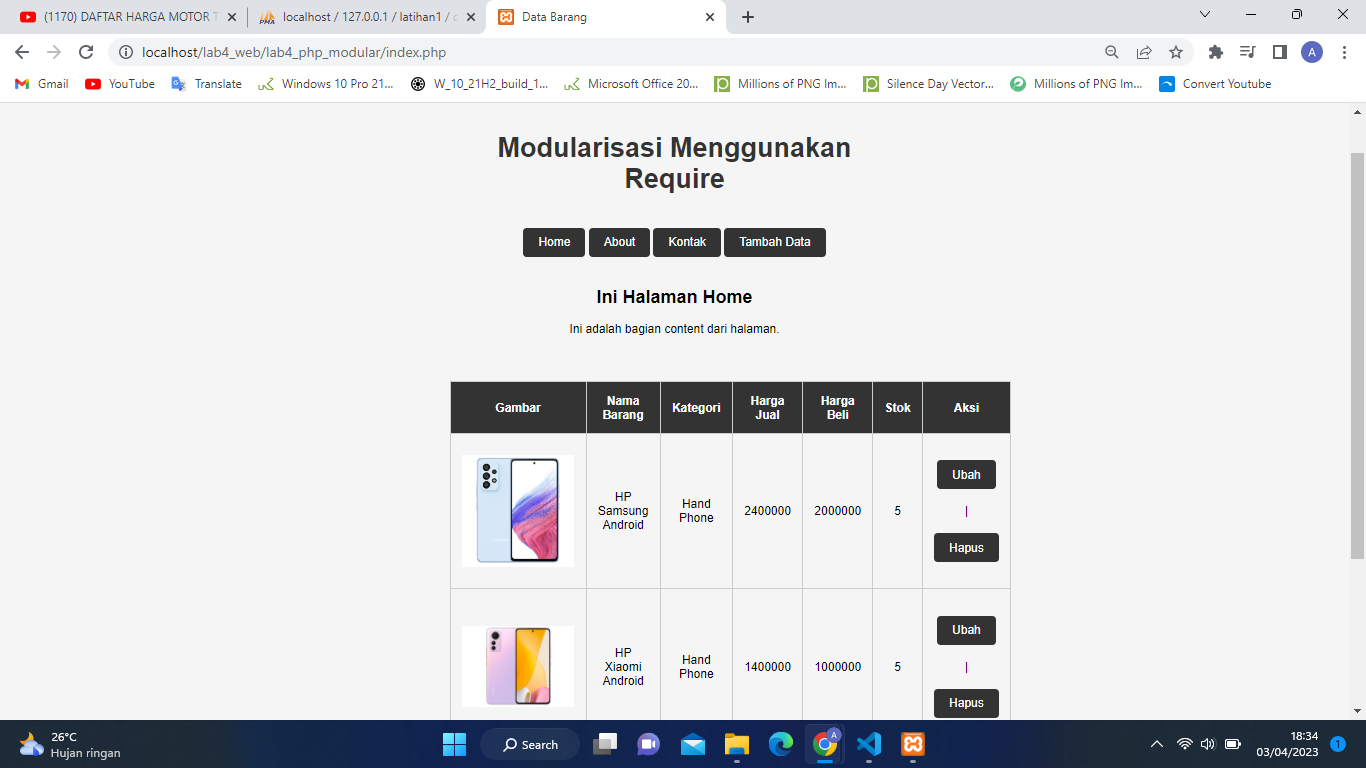 (1170) DAFTAR HARGA MOTOR T
localhost / 127.0.0.1 / latihan1 /
Data Barang
localhost/lab4_web/lab4_php_modular/index.php
A
Gmail
YouTube
Translate
Windows 10 Pro 21...
W_10_21H2_build_1...
Microsoft Office 20...
Millions of PNG Im...
Silence Day Vector...
Millions of PNG Im...
Convert Youtube
Modularisasi Menggunakan
Require
Home About Kontak Tambah Data
Ini Halaman Home
Ini adalah bagian content dari halaman.
Gambar Nama Barang Kategori Harga Jual Harga Beli Stok Aksi
HP
Samsung
Android
Hand
Phone
2400000
2000000
5
Ubah
|
Hapus
HP
Xiaomi
Android
Hand
Phone
1400000
1000000
5
Ubah
|
Hapus
26°C
Hujan ringan
Search
18:34
03/04/2023
1